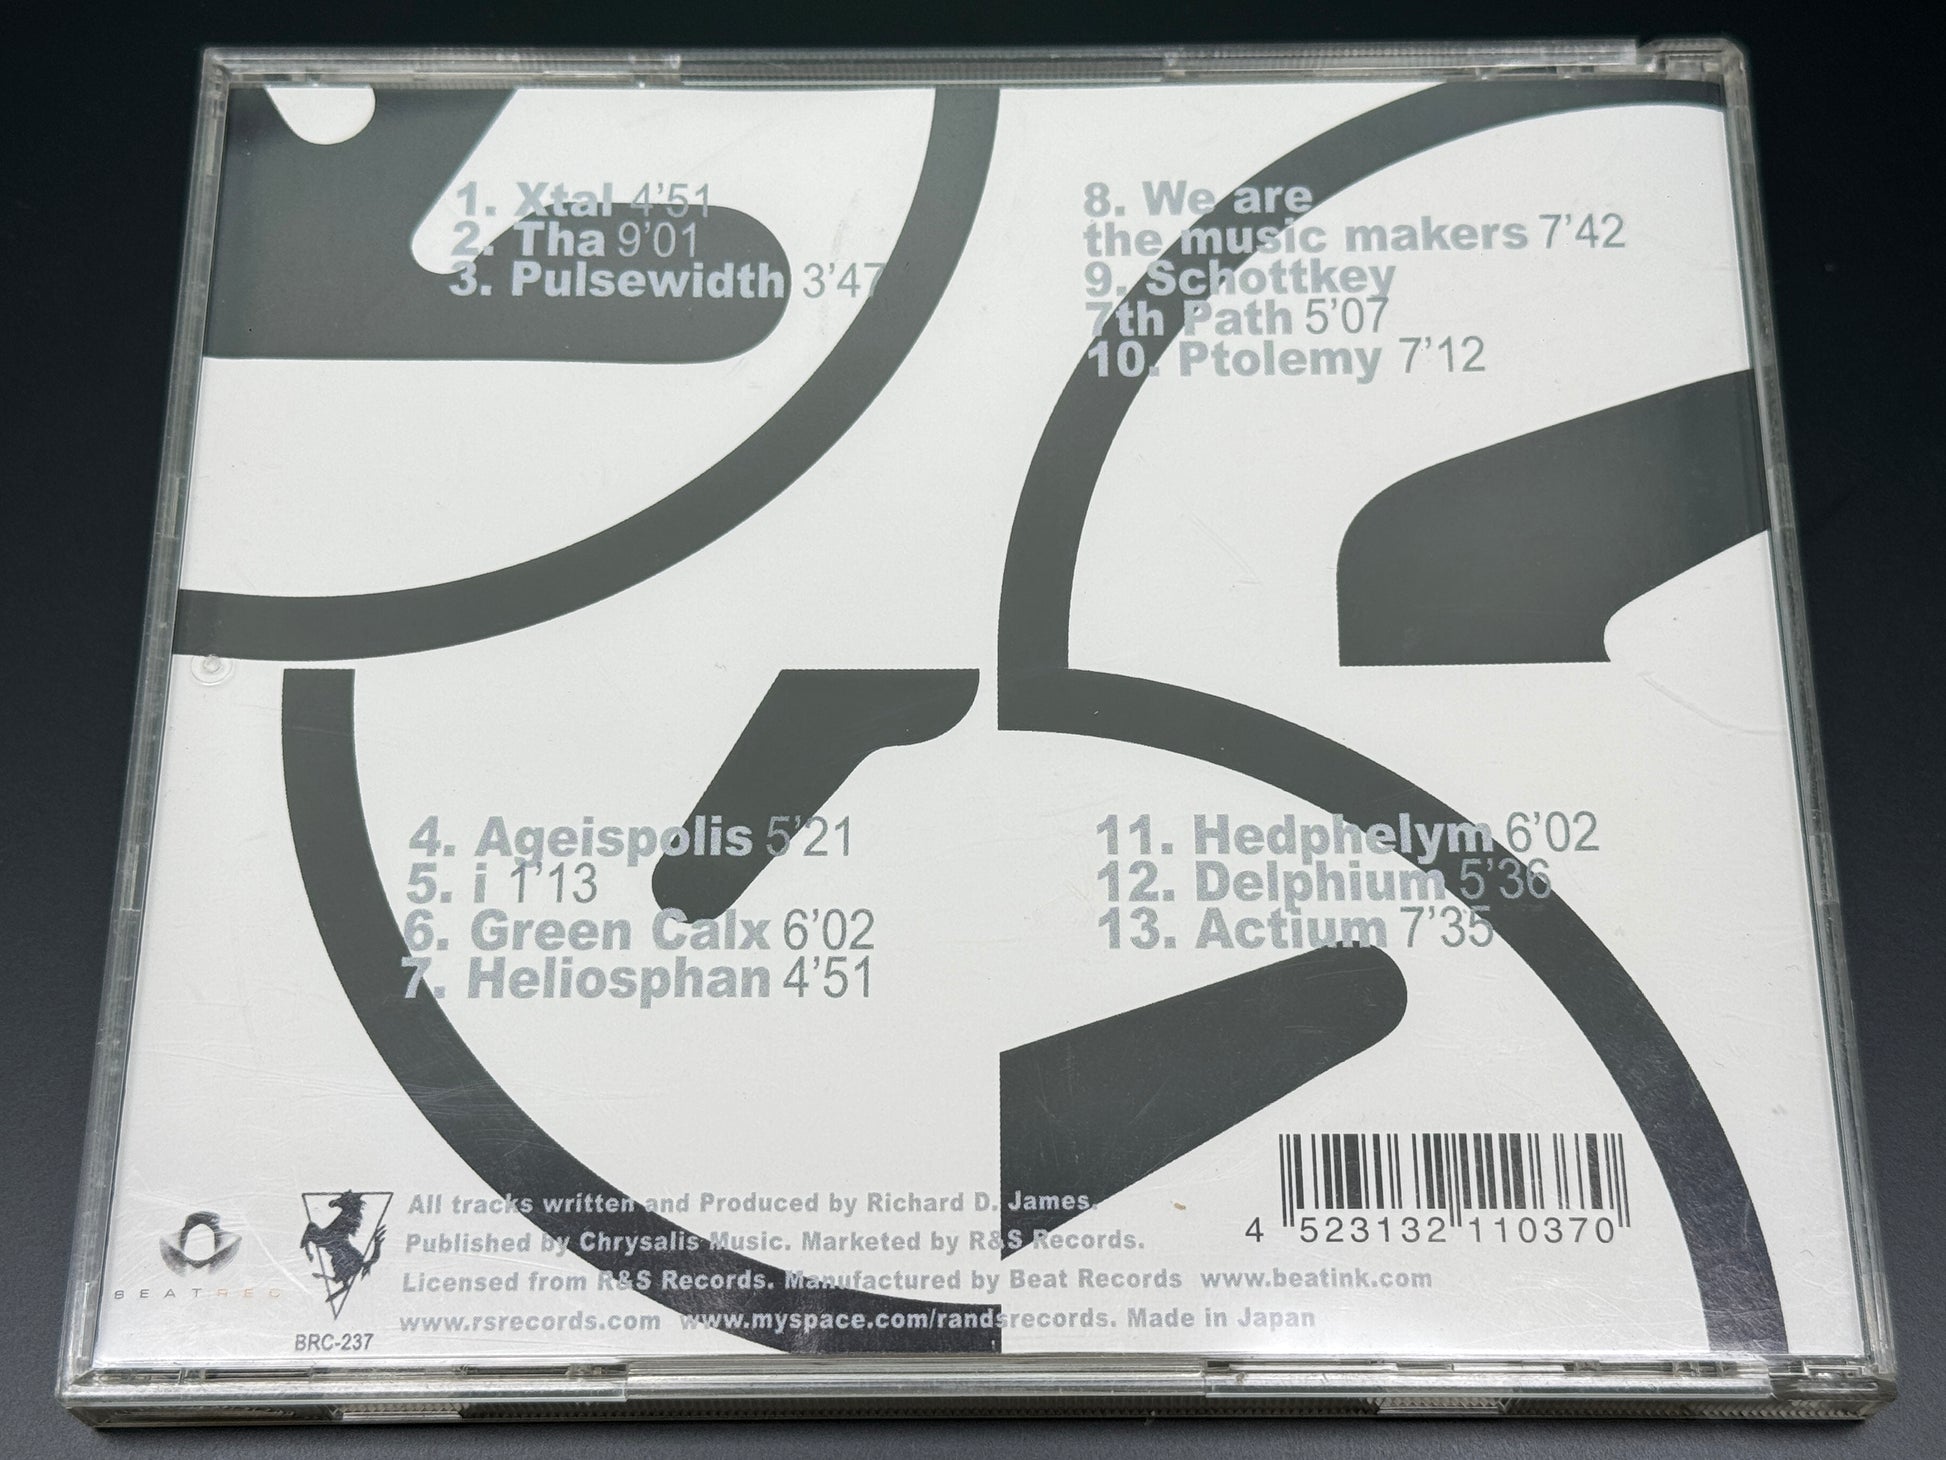 1. Xtal 4'51
2. Tha 9'01
3. Pulsewidth 3'47
8. We are
the music makers 7'42
9. Schottkey
7th Path 5'07
10. Ptolemy 7'12
4. Ageispolis 5'21
5. i 1'13
6. Green Calx 6'02
7. Heliosphan 4'51
11. Hedphelym 6'02
12. Delphium 5'36
13. Actium 7'35
All tracks written and Produced by Richard D. James.
Published by Chrysalis Music. Marketed by R&S Records.
Licensed from R&S Records. Manufactured by Beat Records www.beatink.com
www.rsrecords.com www.myspace.com/randsrecords. Made in Japan
BEATREC
BRC-237
4 523132 110370